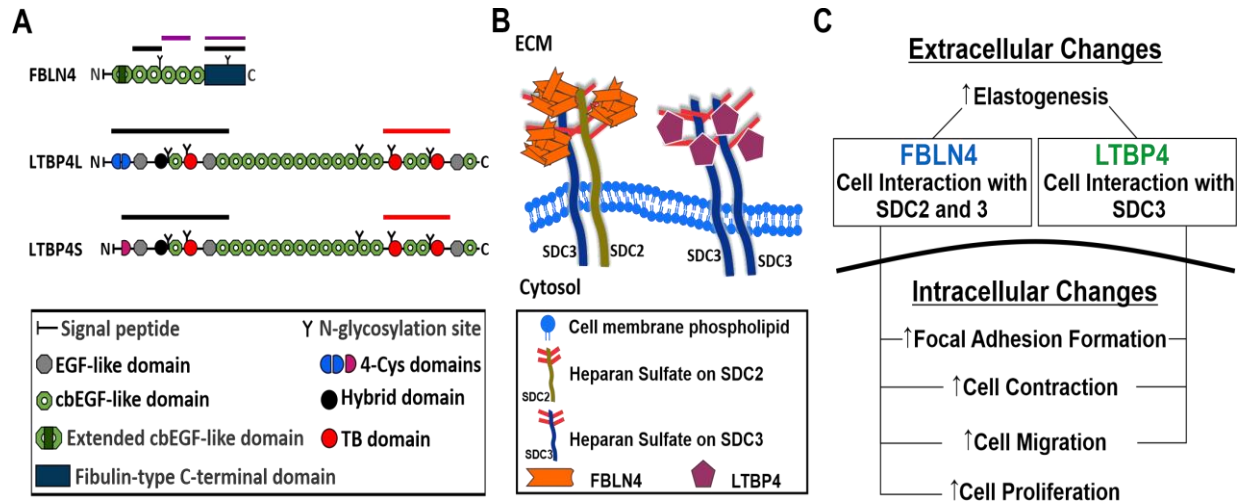 A
FBLN4
N
C
LTBP4L
N
C
LTBP4S
N
C
Signal peptide
N-glycosylation site
EGF-like domain
4-Cys domains
cbEGF-like domain
Hybrid domain
Extended cbEGF-like domain
TB domain
Fibulin-type C-terminal domain
B
ECM
SDC3
SDC2
SDC3
SDC3
Cytosol
Cell membrane phospholipid
Heparan Sulfate on SDC2
SDC2
Heparan Sulfate on SDC3
SDC3
FBLN4
LTBP4
C
Extracellular Changes
↑Elastogenesis
FBLN4
Cell Interaction with
SDC2 and 3
LTBP4
Cell Interaction with
SDC3
Intracellular Changes
↑Focal Adhesion Formation
↑Cell Contraction
↑Cell Migration
↑Cell Proliferation